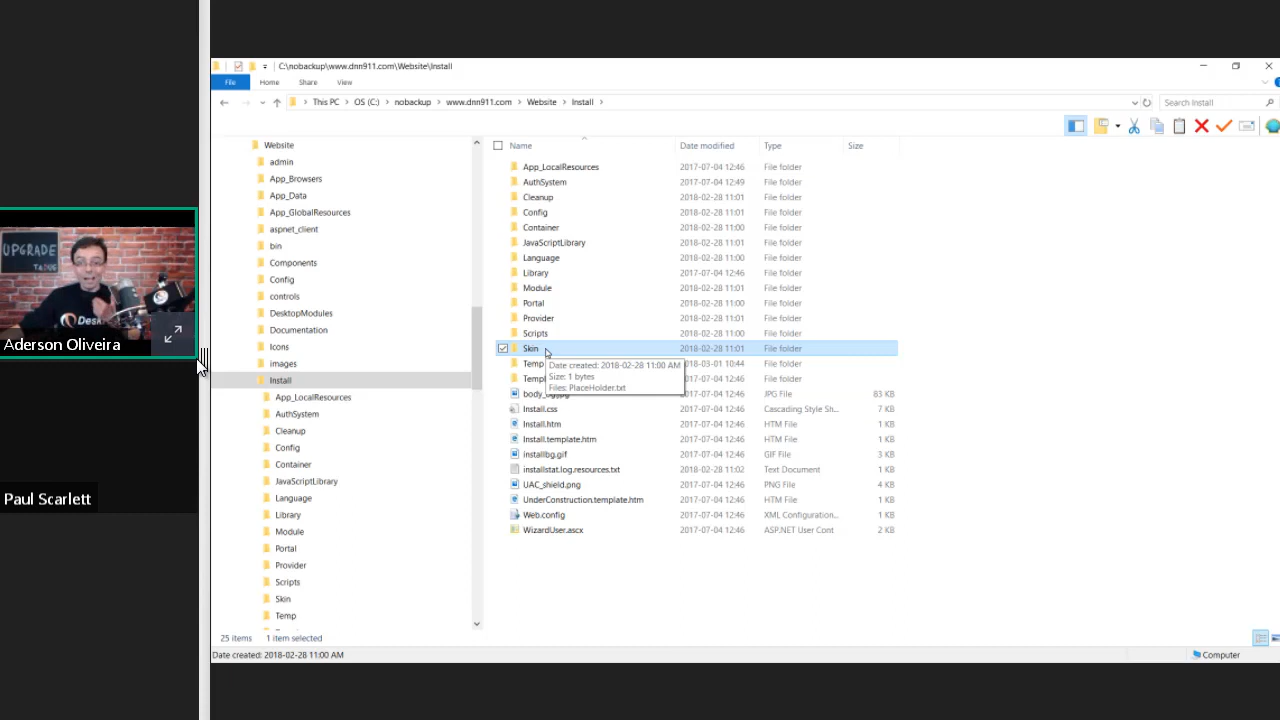 C:\nobackup\www.dnn911.com\Website\Install
File Home Share View
This PC OS (C:) nobackup www.dnn911.com Website Install
Search Install
Website
admin
App_Browsers
App_Data
App_GlobalResources
aspnet_client
bin
Components
Config
controls
DesktopModules
Documentation
Icons
images
Install
App_LocalResources
AuthSystem
Cleanup
Config
Container
JavaScriptLibrary
Language
Library
Module
Portal
Provider
Scripts
Skin
Temp
Name Date modified Type Size
App_LocalResources 2017-07-04 12:46 File folder
AuthSystem 2017-07-04 12:49 File folder
Cleanup 2018-02-28 11:01 File folder
Config 2018-02-28 11:01 File folder
Container 2018-02-28 11:00 File folder
JavaScriptLibrary 2018-02-28 11:01 File folder
Language 2018-02-28 11:00 File folder
Library 2017-07-04 12:46 File folder
Module 2018-02-28 11:01 File folder
Portal 2018-02-28 11:00 File folder
Provider 2018-02-28 11:01 File folder
Scripts 2018-02-28 11:00 File folder
Skin 2018-02-28 11:01 File folder
Temp 2018-03-01 10:44 File folder
Templ 2017-07-04 12:46 File folder
JPG File 83 KB
Install.css 2017-07-04 12:46 Cascading Style Sh... 7 KB
Install.htm 2017-07-04 12:46 HTM File 1 KB
Install.template.htm 2017-07-04 12:46 HTM File 1 KB
installbg.gif 2017-07-04 12:46 GIF File 3 KB
installstat.log.resources.txt 2018-02-28 11:02 Text Document 1 KB
UAC_shield.png 2017-07-04 12:46 PNG File 4 KB
UnderConstruction.template.htm 2017-07-04 12:46 HTM File 1 KB
Web.config 2017-07-04 12:46 XML Configuration... 1 KB
WizardUser.ascx 2017-07-04 12:46 ASP.NET User Cont 2 KB
Date created: 2018-02-28 11:00 AM
Size: 1 bytes
Files: PlaceHolder.txt
25 items 1 item selected
Date created: 2018-02-28 11:00 AM
Computer
UPGRADE
Desk
Aderson Oliveira
Paul Scarlett